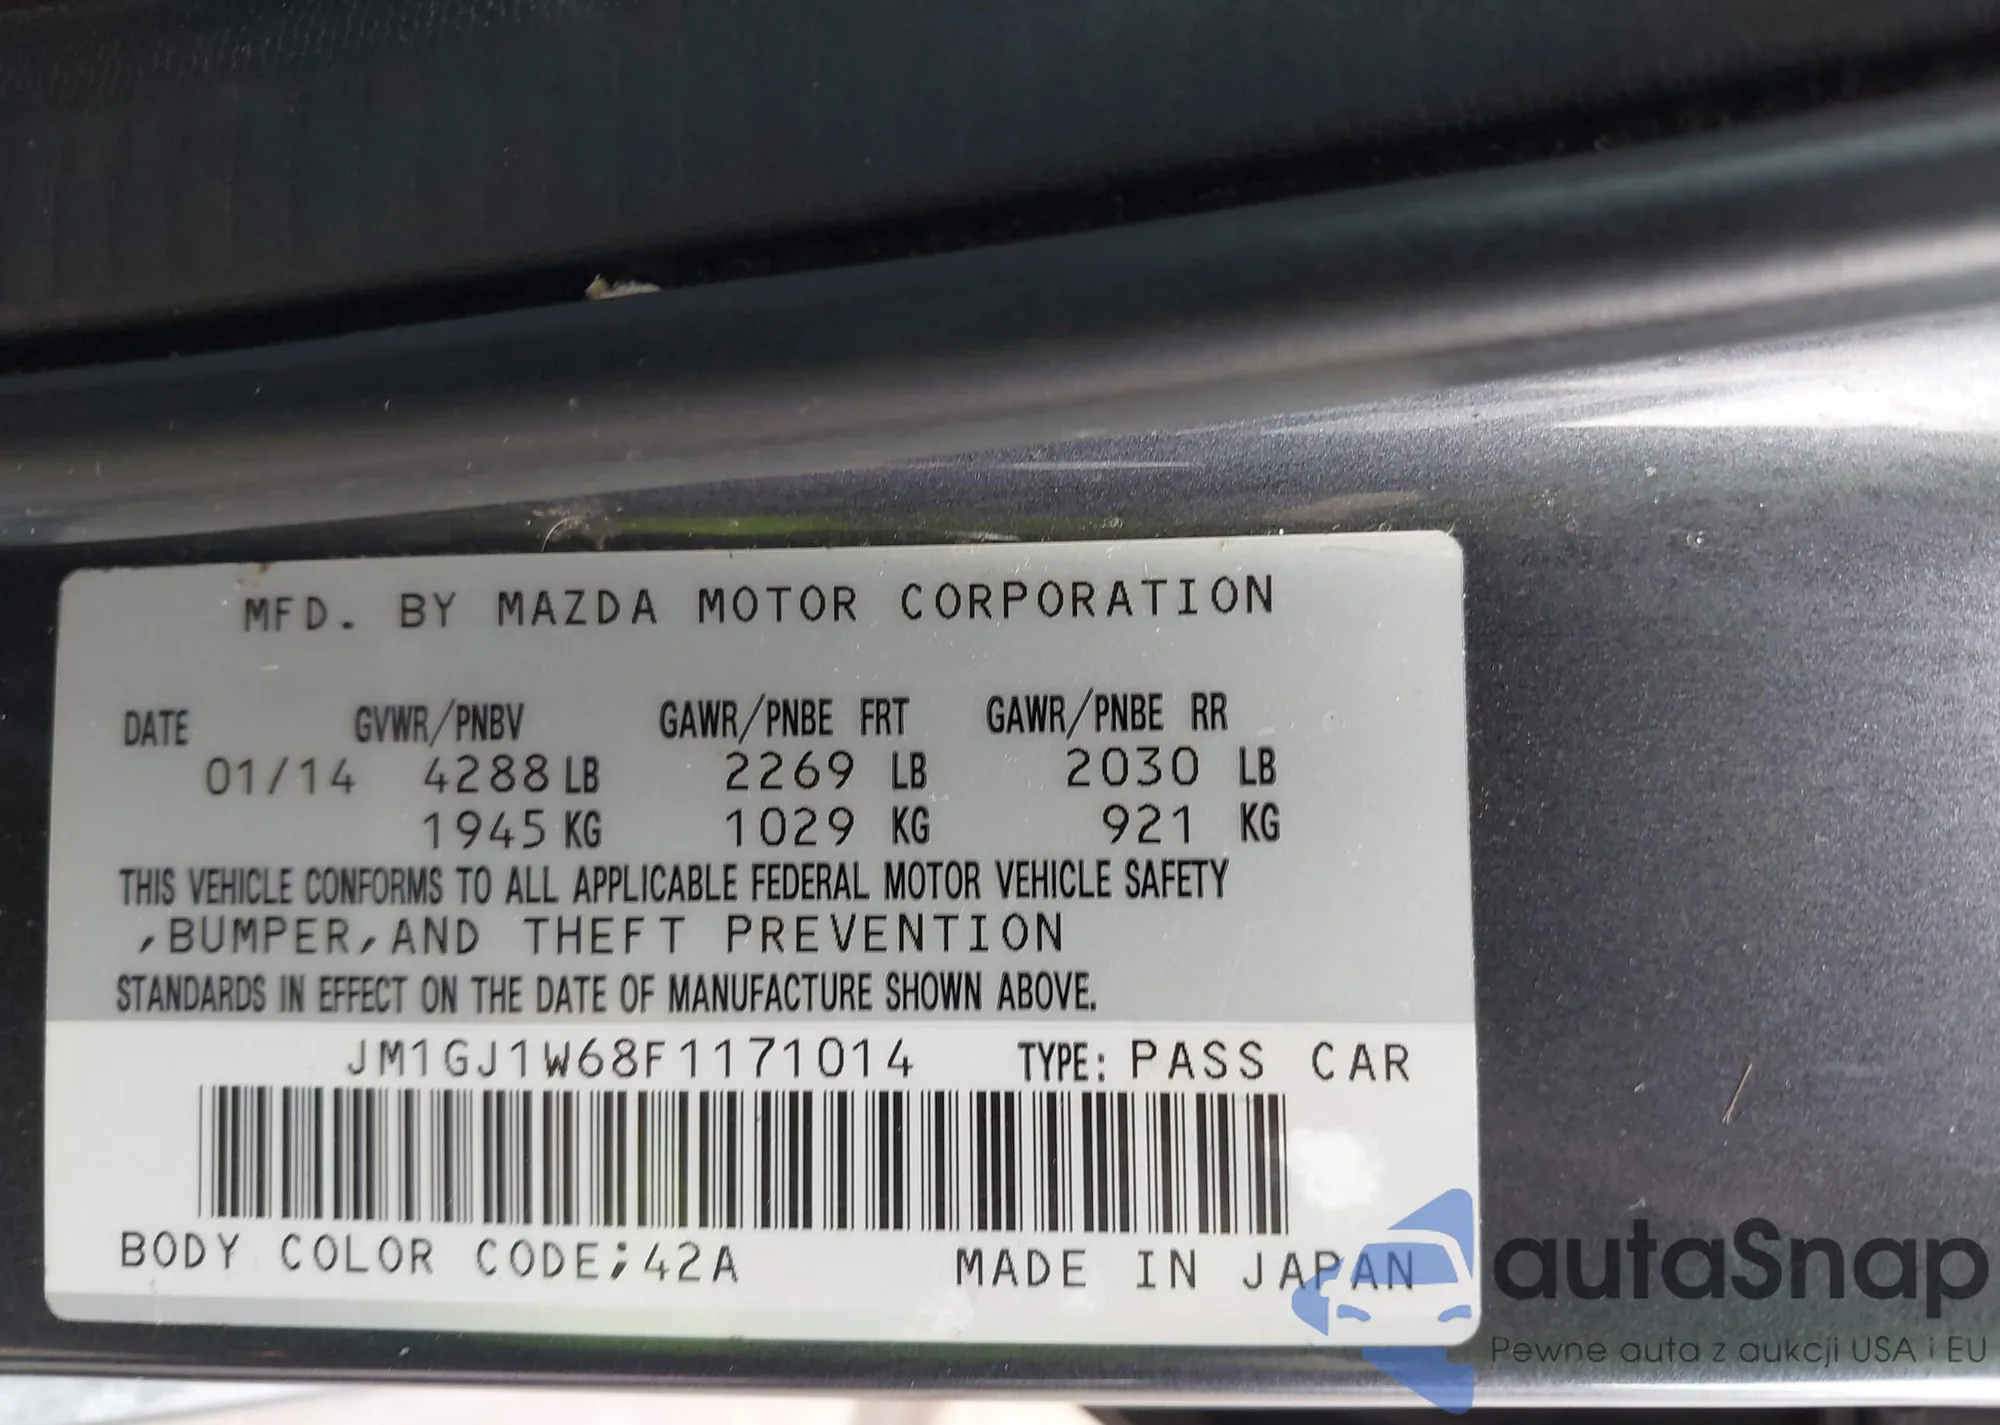 MFD. BY MAZDA MOTOR CORPORATION
DATE GVWR/PNBV GAWR/PNBE FRT GAWR/PNBE RR
01/14 4288 LB 2269 LB 2030 LB
1945 KG 1029 KG 921 KG
THIS VEHICLE CONFORMS TO ALL APPLICABLE FEDERAL MOTOR VEHICLE SAFETY
,BUMPER,AND THEFT PREVENTION
STANDARDS IN EFFECT ON THE DATE OF MANUFACTURE SHOWN ABOVE.
JM1GJ1W68F1171014 TYPE: PASS CAR
BODY COLOR CODE;42A MADE IN JAPAN
autaSnap
Pewne auta z aukcji USA i EU